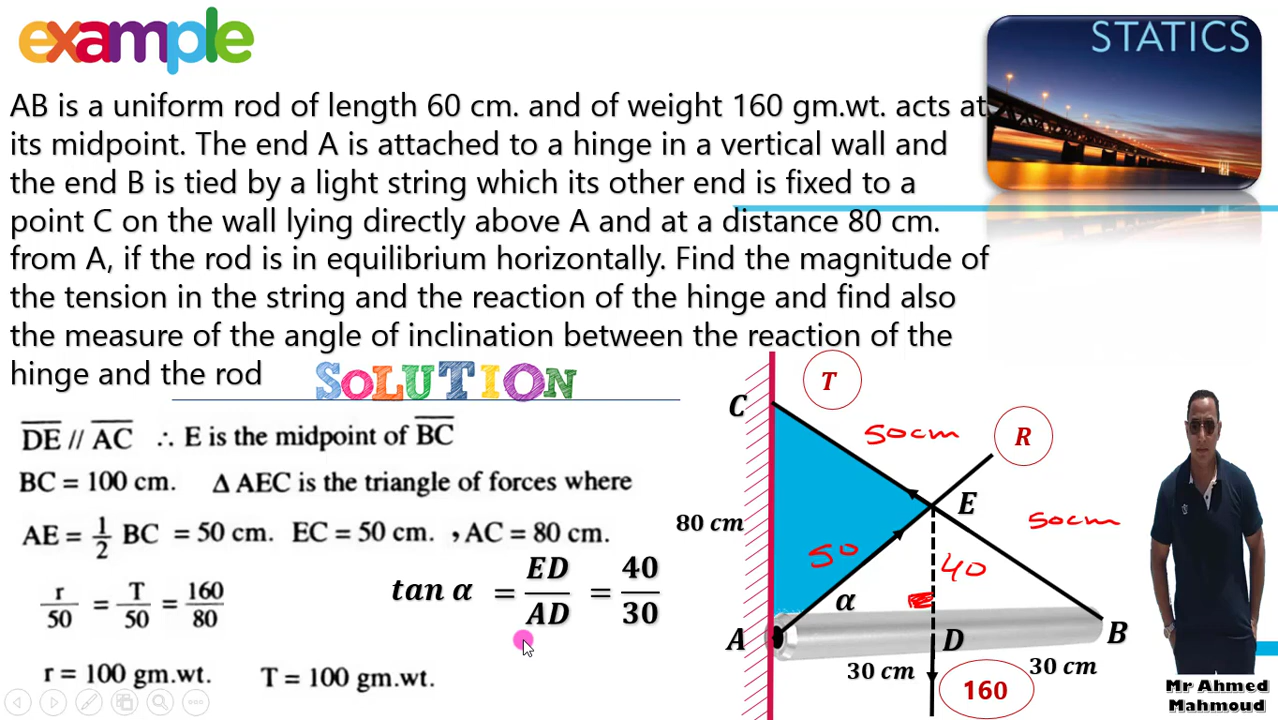 example
STATICS
AB is a uniform rod of length 60 cm. and of weight 160 gm.wt. acts at
its midpoint. The end A is attached to a hinge in a vertical wall and
the end B is tied by a light string which its other end is fixed to a
point C on the wall lying directly above A and at a distance 80 cm.
from A, if the rod is in equilibrium horizontally. Find the magnitude of
the tension in the string and the reaction of the hinge and find also
the measure of the angle of inclination between the reaction of the
hinge and the rod
SOLUTION
DE // AC ∴ E is the midpoint of BC
BC = 100 cm. Δ AEC is the triangle of forces where
AE = 1/2 BC = 50 cm. EC = 50 cm. , AC = 80 cm.
r/50 = T/50 = 160/80
tan α = ED/AD = 40/30
r = 100 gm.wt. T = 100 gm.wt.
T
C
50cm
R
E
80 cm
50cm
50
40
α
A
D
B
30 cm
30 cm
160
Mr Ahmed
Mahmoud